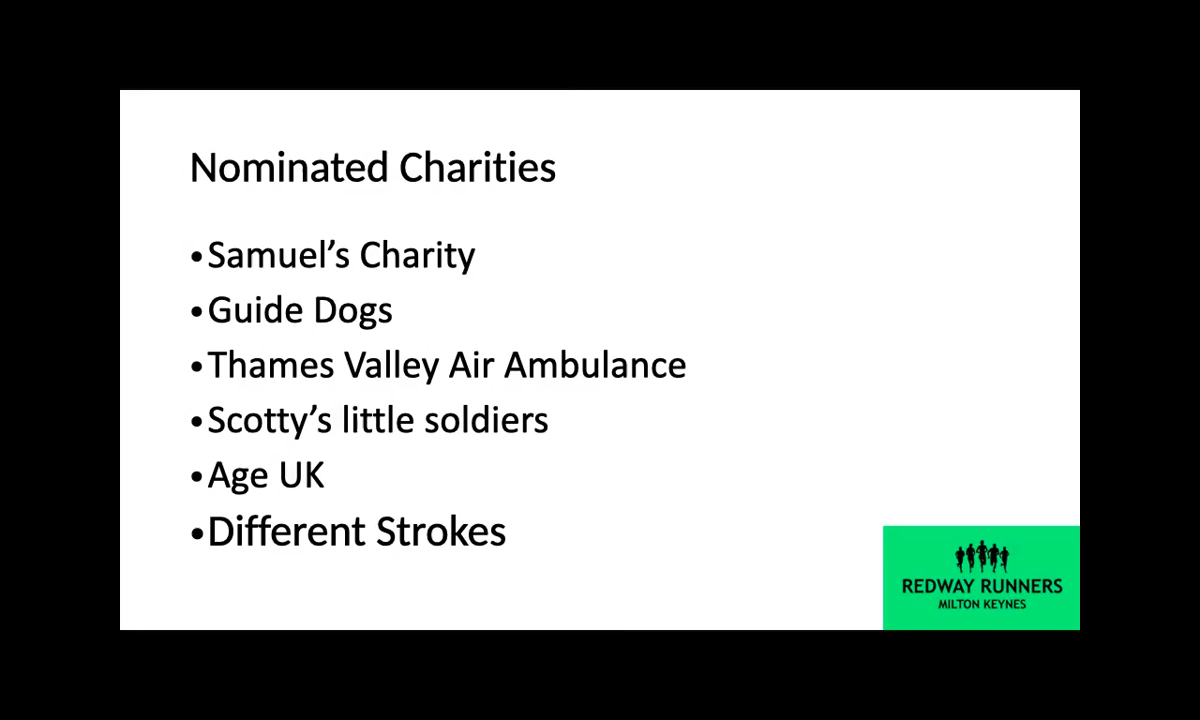 Nominated Charities
•Samuel’s Charity
•Guide Dogs
•Thames Valley Air Ambulance
•Scotty’s little soldiers
•Age UK
•Different Strokes
REDWAY RUNNERS
MILTON KEYNES